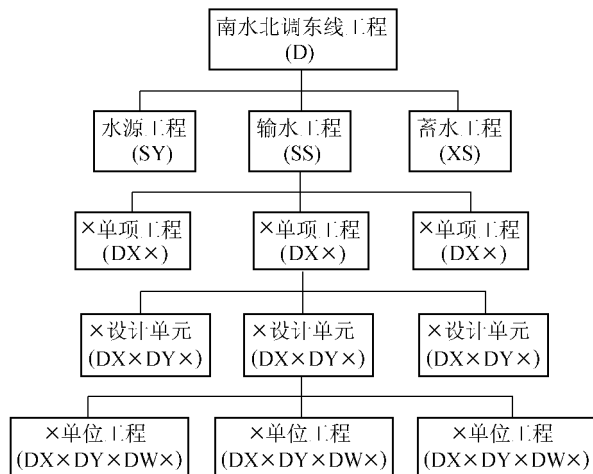 南水北调东线工程
(D)
水源工程
(SY)
输水工程
(SS)
蓄水工程
(XS)
×单项工程
(DX×)
×单项工程
(DX×)
×单项工程
(DX×)
×设计单元
(DX×DY×)
×设计单元
(DX×DY×)
×设计单元
(DX×DY×)
×单位工程
(DX×DY×DW×)
×单位工程
(DX×DY×DW×)
×单位工程
(DX×DY×DW×)